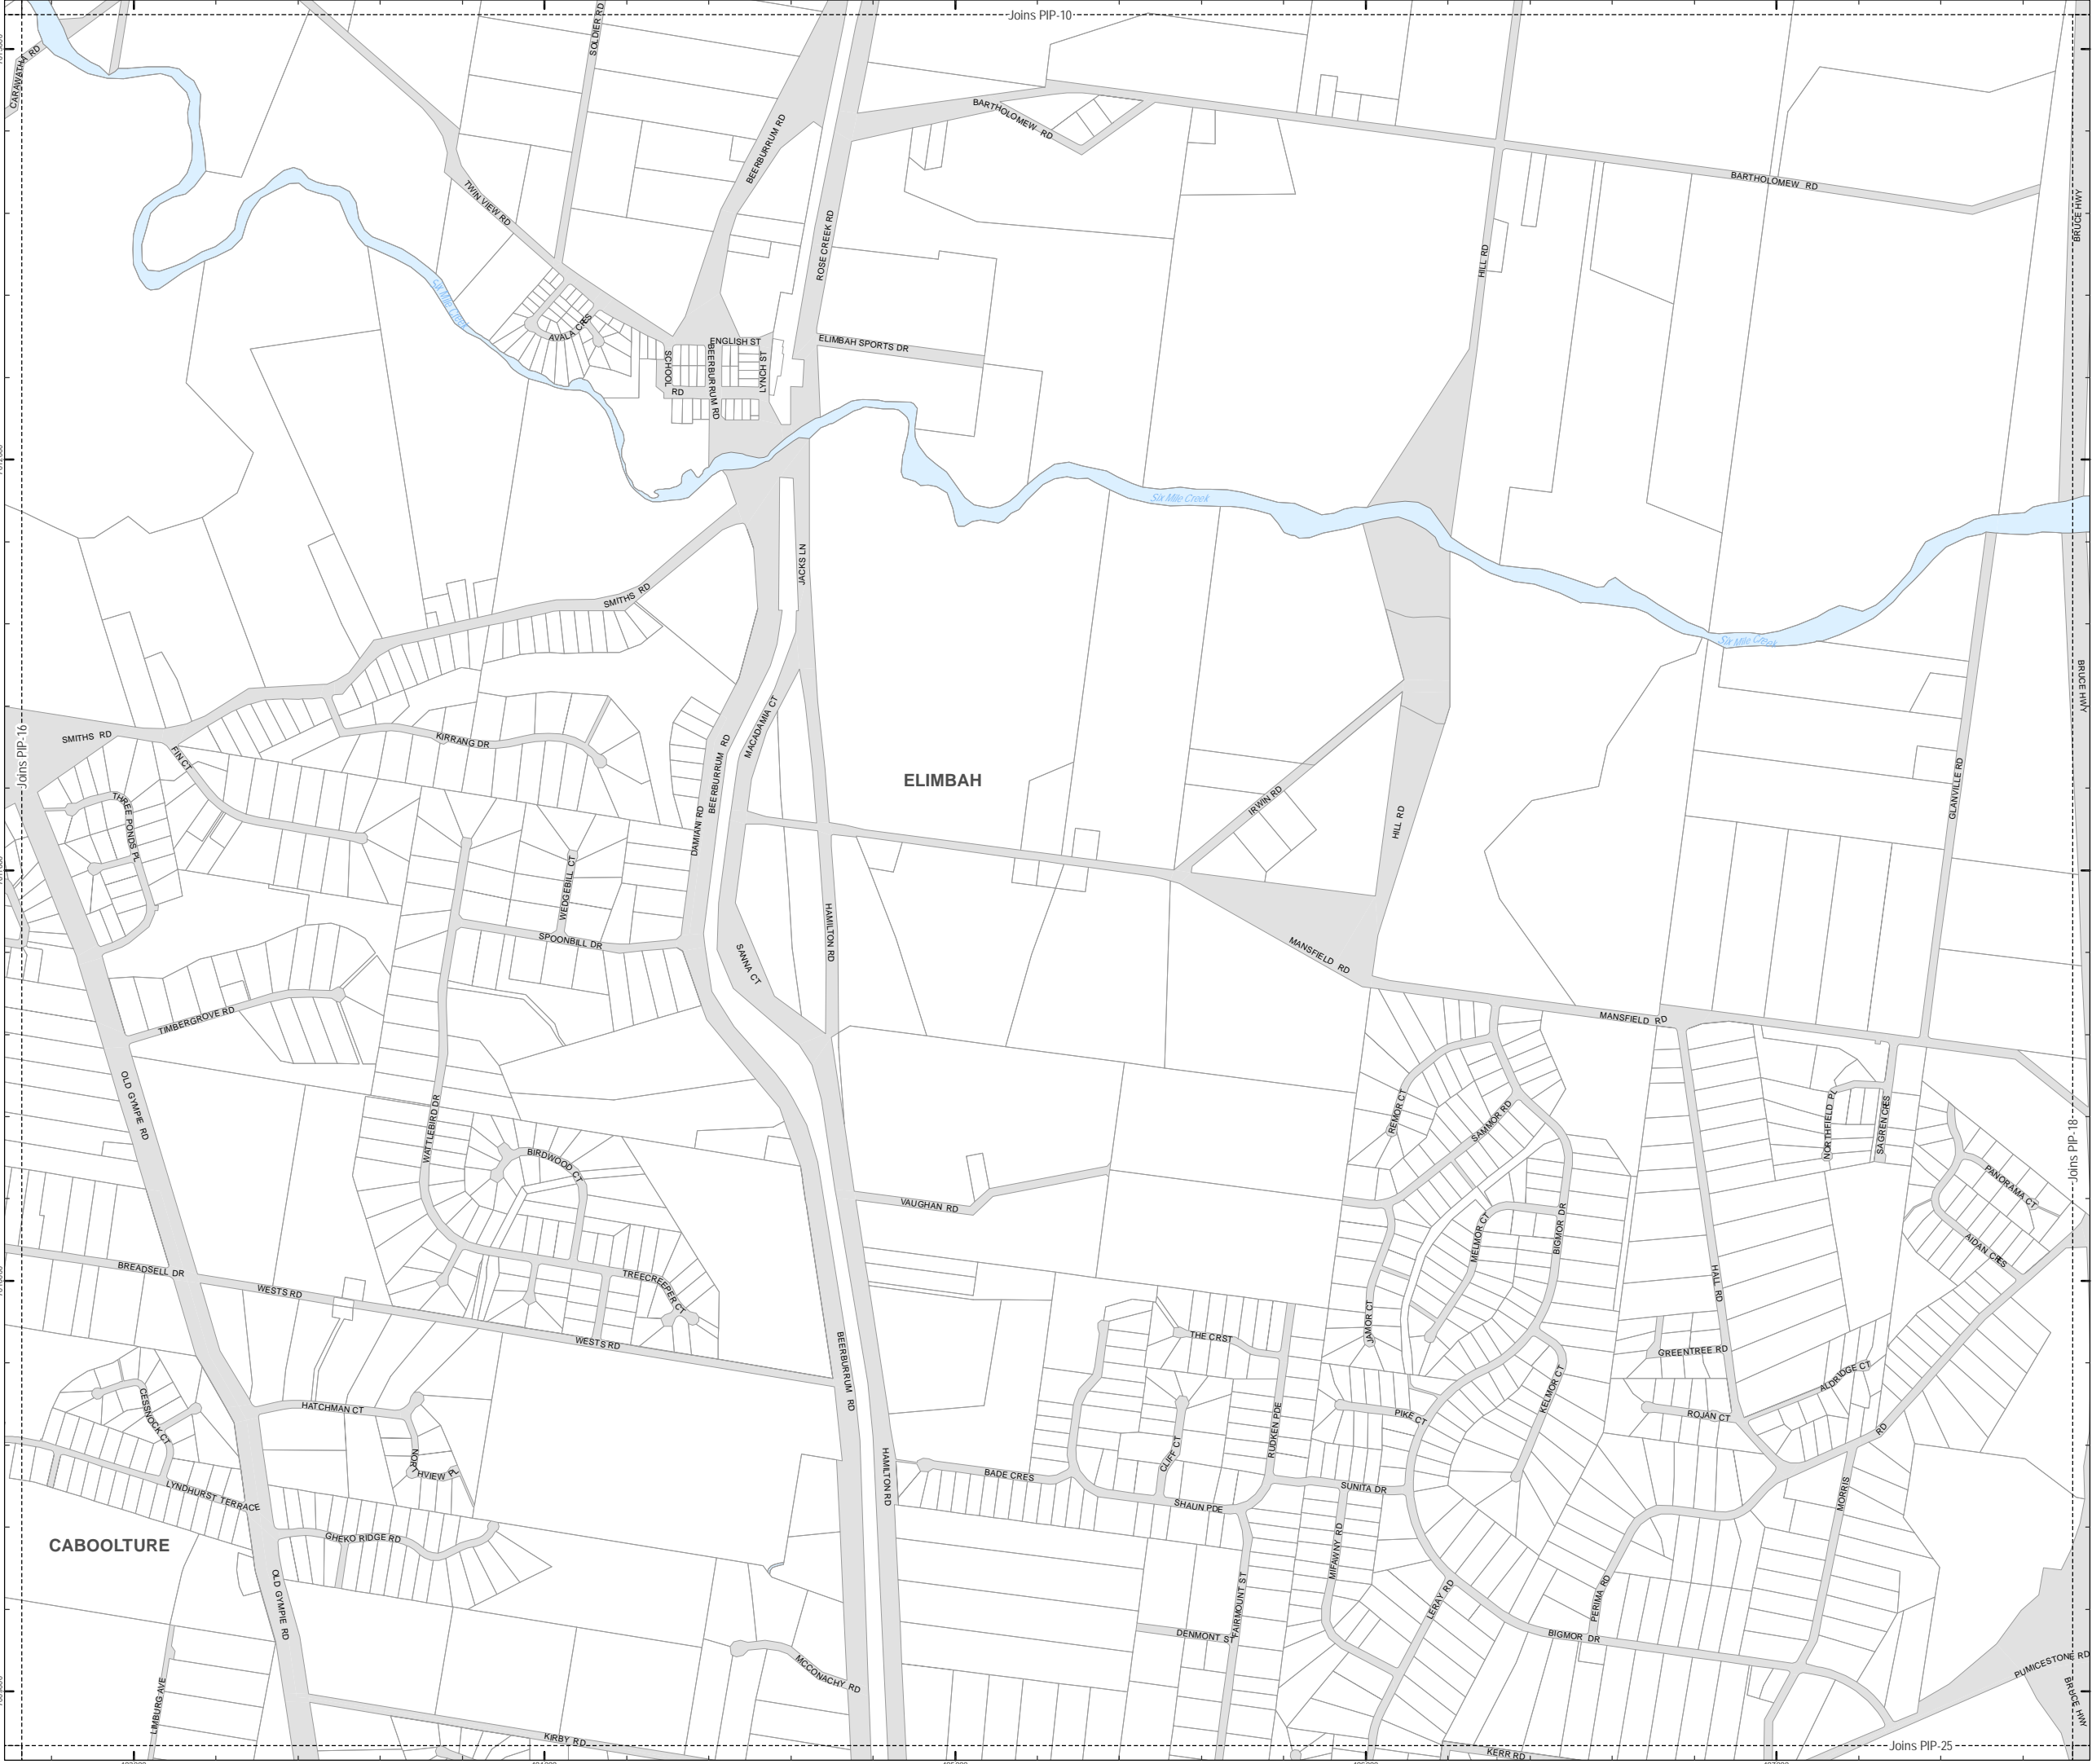 Joins PIP-10
CARAWATHA RD
SOLDIER RD
BEERBURRUM RD
BARTHOLOMEW RD
BARTHOLOMEW RD
BRUCE HWY
TWIN VIEW RD
ROSE CREEK RD
HILL RD
Six Mile Creek
AVALA CRES
ENGLISH ST
ELIMBAH SPORTS DR
SCHOOL
RD
BEERBURRUM RD
LYNCH ST
Six Mile Creek
JACKS LN
SMITHS RD
Six Mile Creek
BRUCE HWY
Joins PIP-16
SMITHS RD
FIN CT
KIRRANG DR
MACADAMIA CT
BEERBURRUM RD
DAMIANI RD
ELIMBAH
IRWIN RD
HILL RD
GLANVILLE RD
THREE PONDS PL
WEDGEBILL CT
SPOONBILL DR
SANNA CT
HAMILTON RD
MANSFIELD RD
TIMBERGROVE RD
MANSFIELD RD
OLD GYMPIE RD
WATTLEBIRD DR
REMOR CT
SAMMOR RD
NORTHFIELD PL
SAGREN CRES
Joins PIP-18
BIRDWOOD CT
PANORAMA CT
VAUGHAN RD
MELMOR CT
BIGMOR DR
AIDAN CRES
BREADSELL DR
WESTS RD
TREECREEPER CT
HALL RD
WESTS RD
THE CRST
JAMOR CT
GREENTREE RD
BEERBURRUM RD
ALDRIDGE CT
KELMOR CT
CESSNOCK CT
HATCHMAN CT
RUDKEN PDE
PIKE CT
ROJAN CT
RD
NORTHVIEW PL
CLIFF CT
HAMILTON RD
BADE CRES
SUNITA DR
MORRIS
LYNDHURST TERRACE
SHAUN PDE
CABOOLTURE
GHEKO RIDGE RD
MIFAWNY RD
OLD GYMPIE RD
FAIRMOUNT ST
LERAY RD
PERIMA RD
DENMONT ST
BIGMOR DR
LIMBURG AVE
MCCONACHY RD
PUMICESTONE RD
BRUCE HWY
KIRBY RD
KERR RD
Joins PIP-25